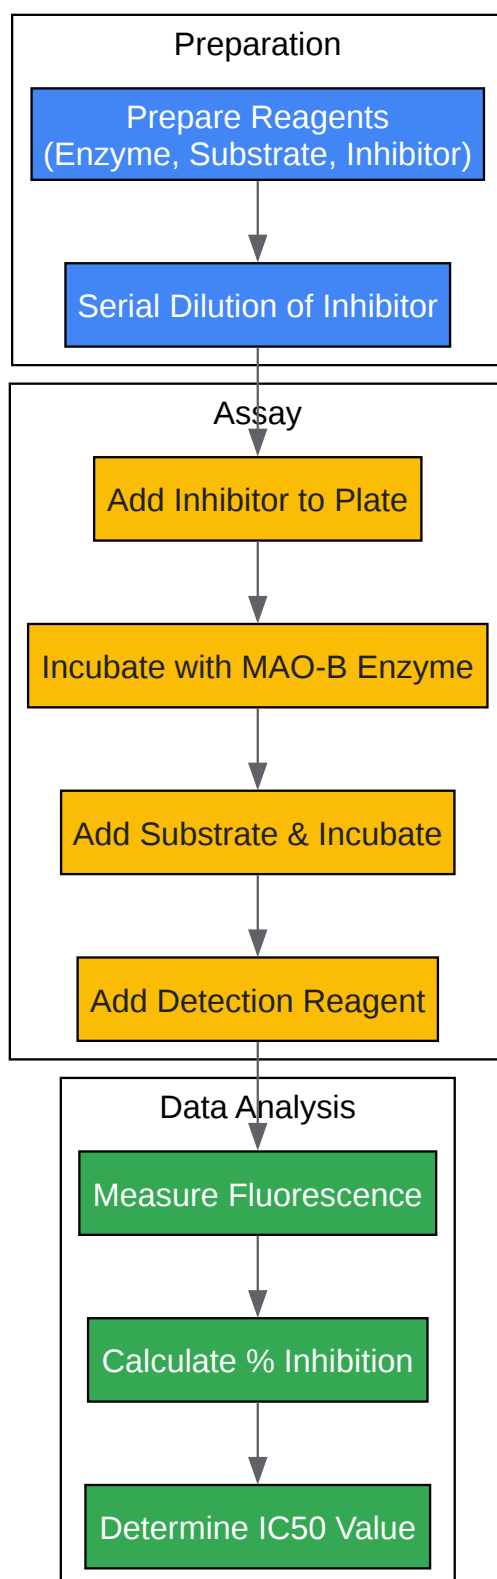 Preparation
Prepare Reagents
(Enzyme, Substrate, Inhibitor)
Serial Dilution of Inhibitor
Assay
Add Inhibitor to Plate
Incubate with MAO-B Enzyme
Add Substrate & Incubate
Add Detection Reagent
Data Analysis
Measure Fluorescence
Calculate % Inhibition
Determine IC50 Value